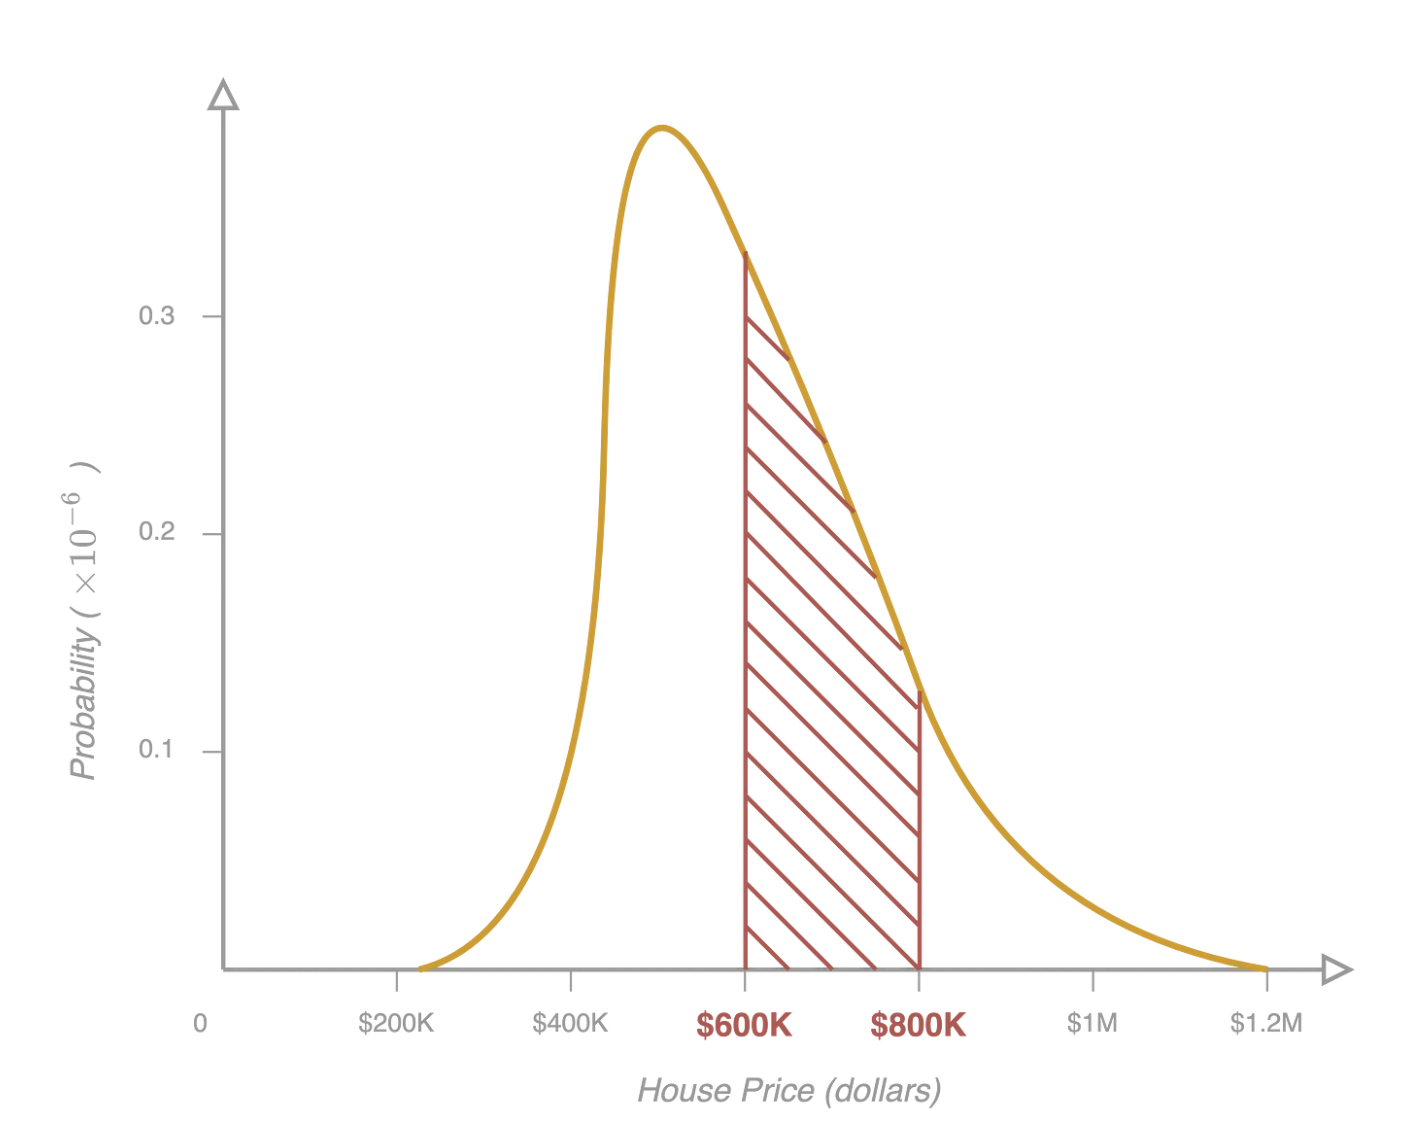 0.3
0.2
0.1
Probability ( ×10⁻⁶ )
0 $200K $400K $600K $800K $1M $1.2M
House Price (dollars)